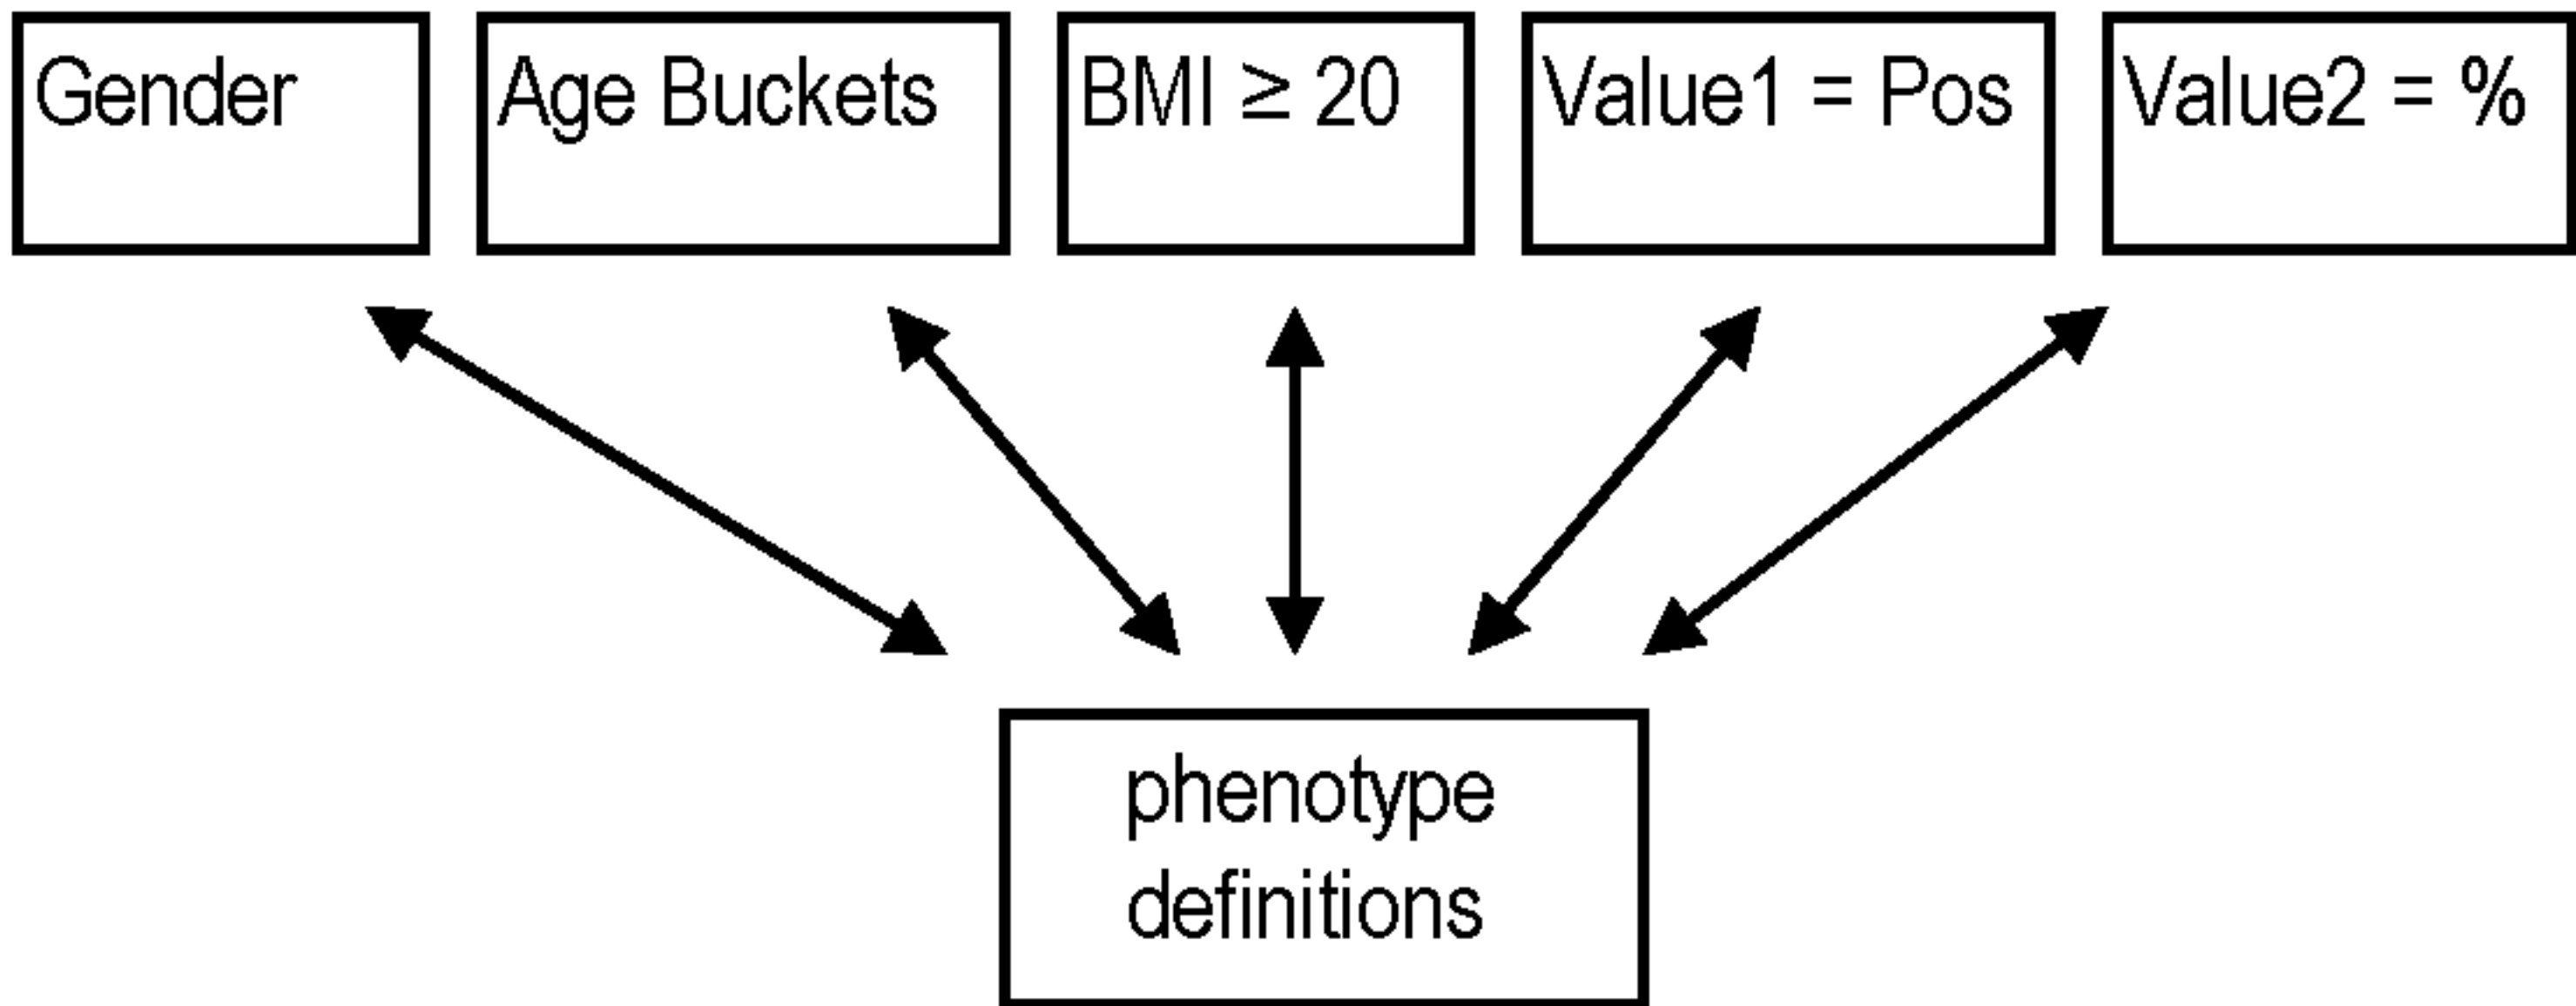 Gender
Age Buckets
BMI ≥ 20
Value1 = Pos
Value2 = %
phenotype
definitions